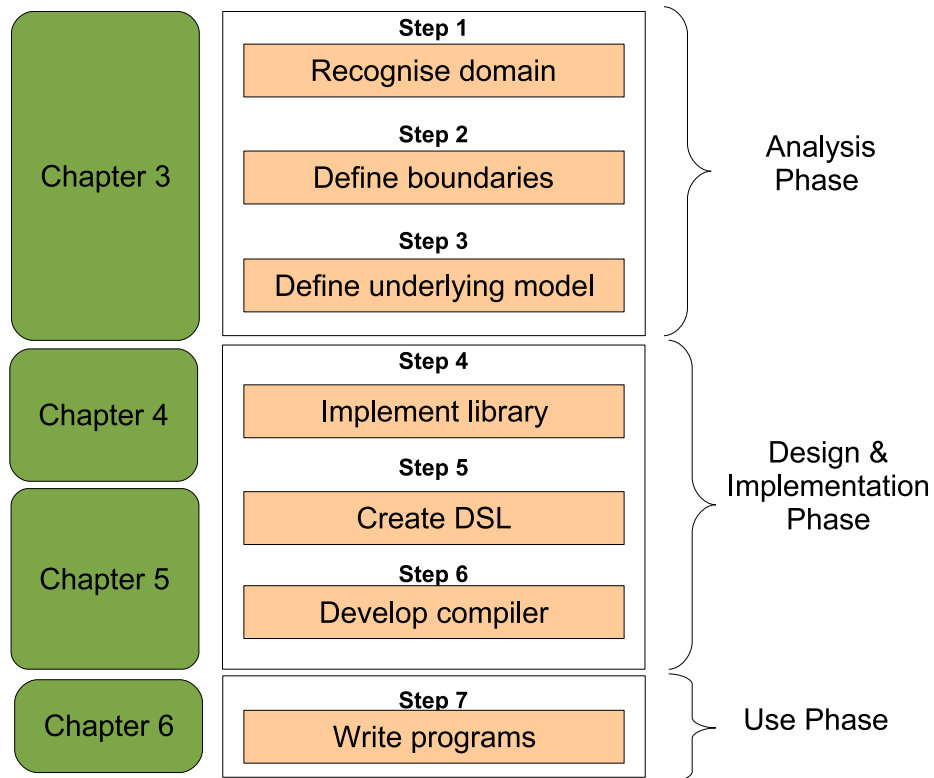 Chapter 3
Step 1
Recognise domain
Step 2
Define boundaries
Step 3
Define underlying model
Analysis
Phase
Chapter 4
Step 4
Implement library
Chapter 5
Step 5
Create DSL
Step 6
Develop compiler
Design &
Implementation
Phase
Chapter 6
Step 7
Write programs
Use Phase